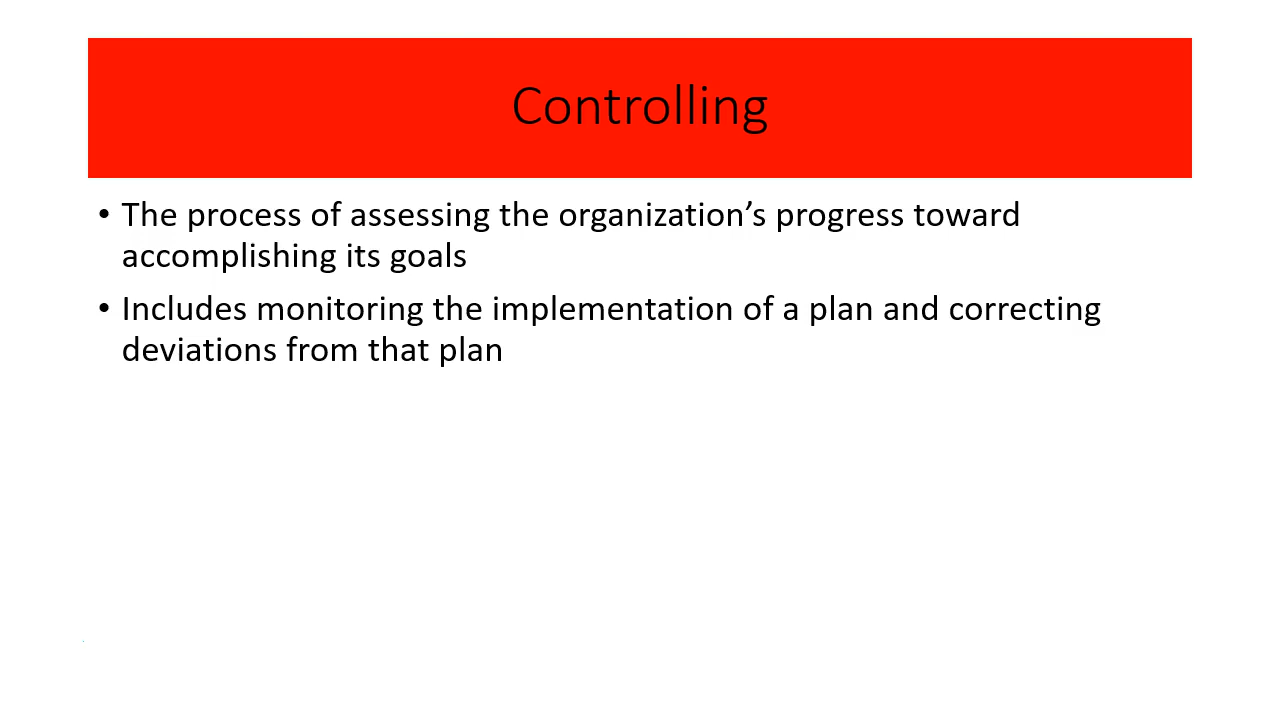 Controlling
• The process of assessing the organization’s progress toward
accomplishing its goals
• Includes monitoring the implementation of a plan and correcting
deviations from that plan